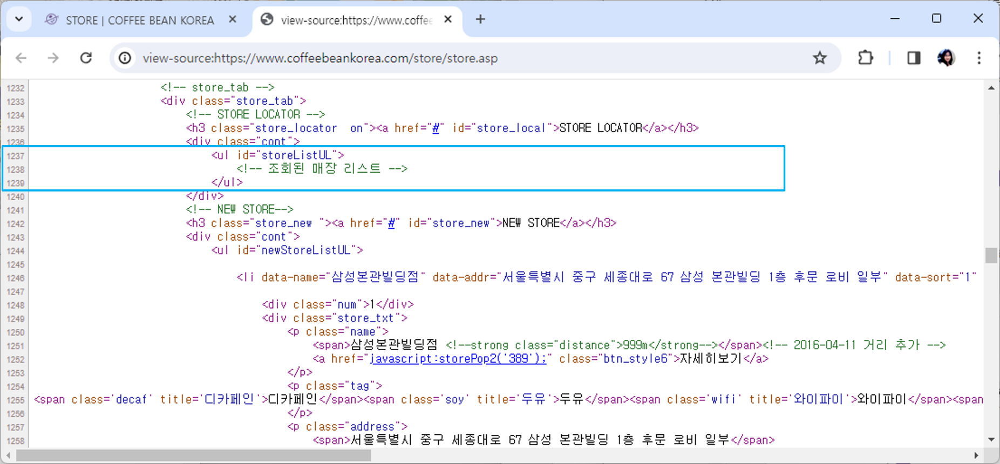 STORE | COFFEE BEAN KOREA
view-source:https://www.coffee
view-source:https://www.coffeebeankorea.com/store/store.asp
1232 <!-- store_tab -->
1233 <div class="store_tab">
1234 <!-- STORE LOCATOR -->
1235 <h3 class="store_locator  on"><a href="#" id="store_local">STORE LOCATOR</a></h3>
1236 <div class="cont">
1237 <ul id="storeListUL">
1238 <!-- 조회된 매장 리스트 -->
1239 </ul>
1240 </div>
1241 <!-- NEW STORE-->
1242 <h3 class="store_new "><a href="#" id="store_new">NEW STORE</a></h3>
1243 <div class="cont">
1244 <ul id="newStoreListUL">
1245
1246 <li data-name="삼성본관빌딩점" data-addr="서울특별시 중구 세종대로 67 삼성 본관빌딩 1층 후문 로비 일부" data-sort="1"
1247
1248 <div class="num">1</div>
1249 <div class="store_txt">
1250 <p class="name">
1251 <span>삼성본관빌딩점 <!--strong class="distance">999m</strong--></span><!-- 2016-04-11 거리 추가 -->
1252 <a href="javascript:storePop2('389');" class="btn_style6">자세히보기</a>
1253 </p>
1254 <p class="tag">
1255 <span class='decaf' title='디카페인'>디카페인</span><span class='soy' title='두유'>두유</span><span class='wifi' title='와이파이'>와이파이</span><span
1256 </p>
1257 <p class="address">
1258 <span>서울특별시 중구 세종대로 67 삼성 본관빌딩 1층 후문 로비 일부</span>